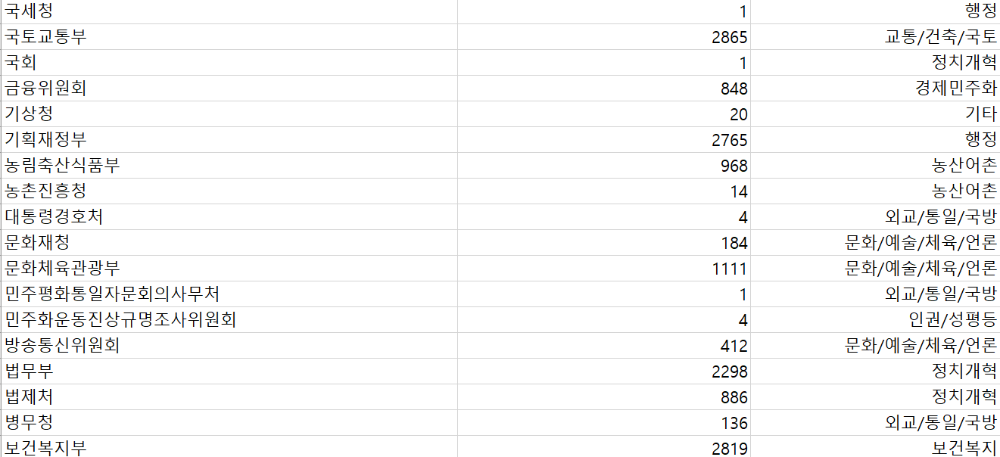 국세청 1 행정
국토교통부 2865 교통/건축/국토
국회 1 정치개혁
금융위원회 848 경제민주화
기상청 20 기타
기획재정부 2765 행정
농림축산식품부 968 농산어촌
농촌진흥청 14 농산어촌
대통령경호처 4 외교/통일/국방
문화재청 184 문화/예술/체육/언론
문화체육관광부 1111 문화/예술/체육/언론
민주평화통일자문회의사무처 1 외교/통일/국방
민주화운동진상규명조사위원회 4 인권/성평등
방송통신위원회 412 문화/예술/체육/언론
법무부 2298 정치개혁
법제처 886 정치개혁
병무청 136 외교/통일/국방
보건복지부 2819 보건복지